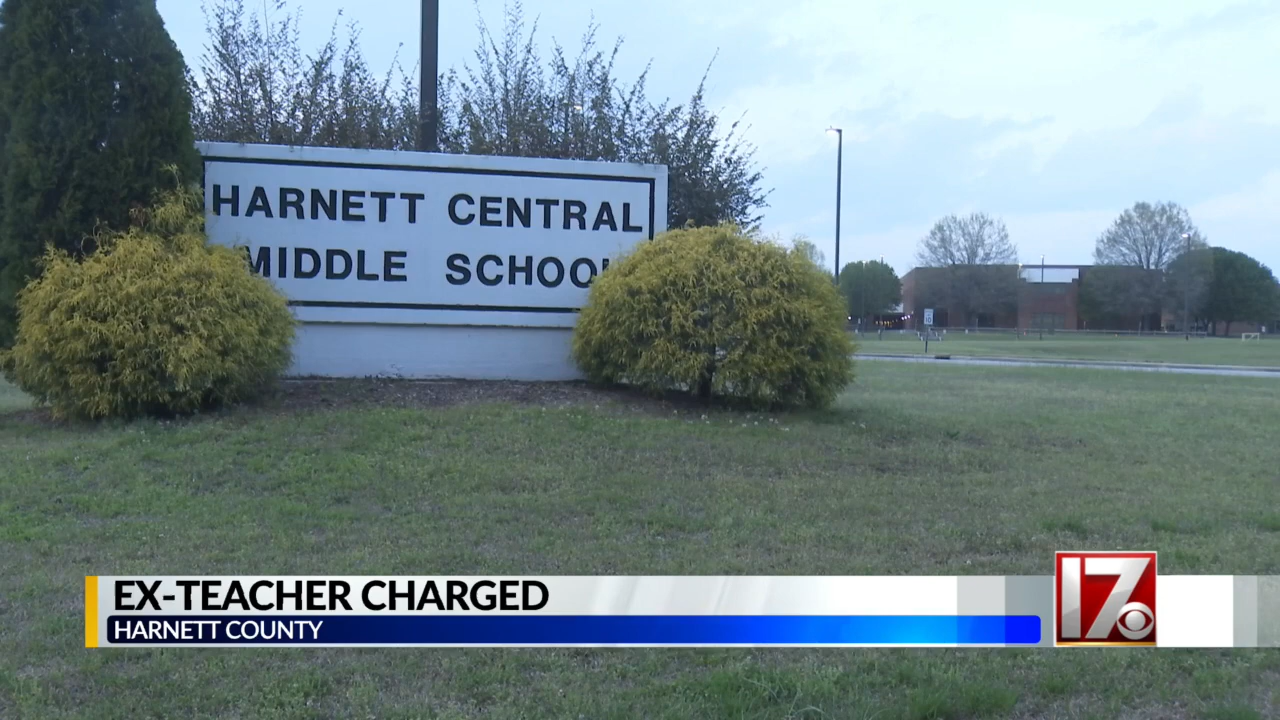 HARNETT CENTRAL
MIDDLE SCHOOL
EX-TEACHER CHARGED
HARNETT COUNTY
17